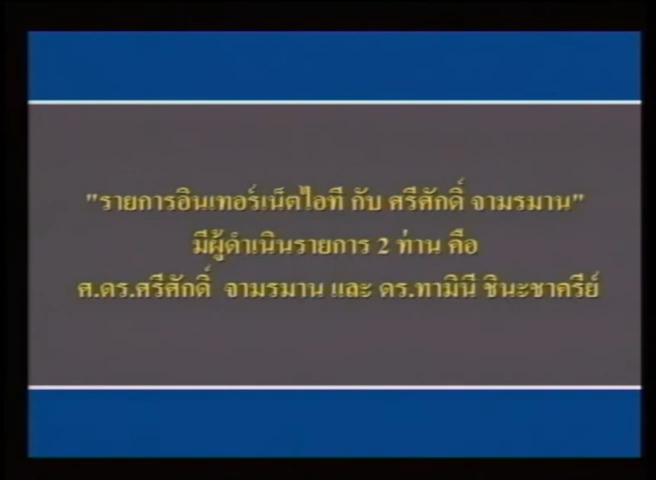 "รายการอินเทอร์เน็ตไอที กับ ศรีศักดิ์ จามรมาน"
มีผู้ดำเนินรายการ 2 ท่าน คือ
ศ.ดร.ศรีศักดิ์ จามรมาน และ ดร.ทามินี ชินะชาครีย์